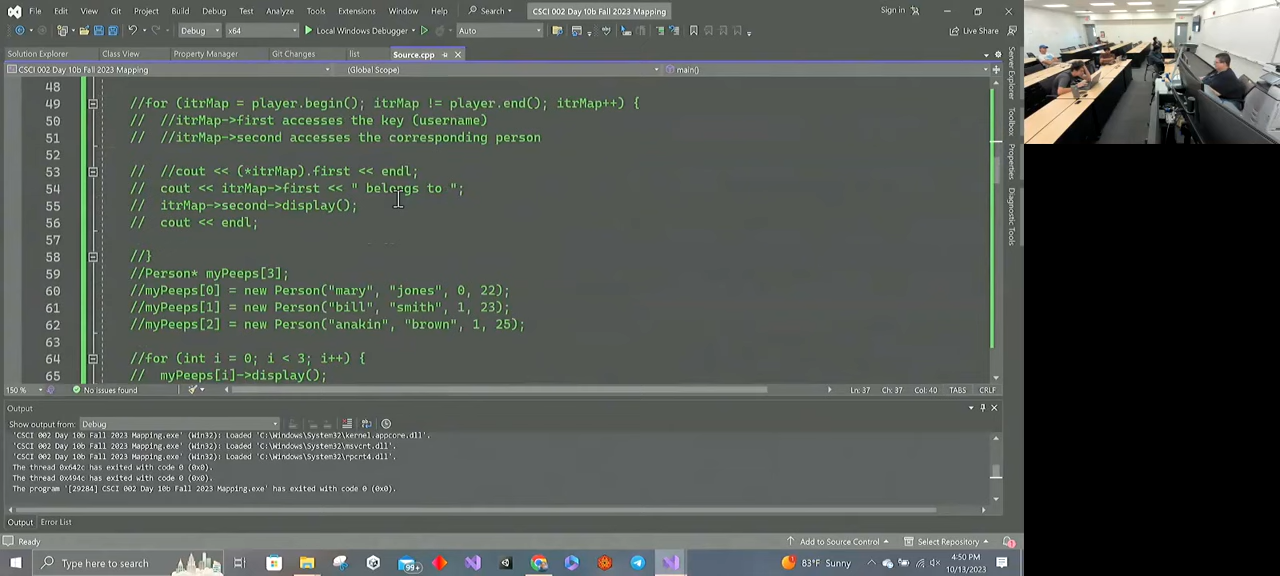 File Edit View Git Project Build Debug Test Analyze Tools Extensions Window Help Search CSCI 002 Day 10b Fall 2023 Mapping Sign in
Debug x64 Local Windows Debugger Auto Live Share
Solution Explorer Class View Property Manager Git Changes list Source.cpp
CSCI 002 Day 10b Fall 2023 Mapping (Global Scope) main()
48
49 //for (itrMap = player.begin(); itrMap != player.end(); itrMap++) {
50 // //itrMap->first accesses the key (username)
51 // //itrMap->second accesses the corresponding person
52
53 // //cout << (*itrMap).first << endl;
54 // cout << itrMap->first << " belongs to ";
55 // itrMap->second->display();
56 // cout << endl;
57
58 //}
59 //Person* myPeeps[3];
60 //myPeeps[0] = new Person("mary", "jones", 0, 22);
61 //myPeeps[1] = new Person("bill", "smith", 1, 23);
62 //myPeeps[2] = new Person("anakin", "brown", 1, 25);
63
64 //for (int i = 0; i < 3; i++) {
65 // myPeeps[i]->display();
150 % No issues found Ln: 37 Ch: 37 Col: 40 TABS CRLF
Output
Show output from: Debug
'CSCI 002 Day 10b Fall 2023 Mapping.exe' (Win32): Loaded 'C:\Windows\System32\kernel.appcore.dll'.
'CSCI 002 Day 10b Fall 2023 Mapping.exe' (Win32): Loaded 'C:\Windows\System32\msvcrt.dll'.
'CSCI 002 Day 10b Fall 2023 Mapping.exe' (Win32): Loaded 'C:\Windows\System32\rpcrt4.dll'.
The thread 0x642c has exited with code 0 (0x0).
The thread 0x494c has exited with code 0 (0x0).
The program '[29284] CSCI 002 Day 10b Fall 2023 Mapping.exe' has exited with code 0 (0x0).
Output Error List
Ready Add to Source Control Select Repository
Type here to search 99+ 83°F Sunny 4:50 PM
10/13/2023
Server Explorer
Toolbox
Properties
Diagnostic Tools